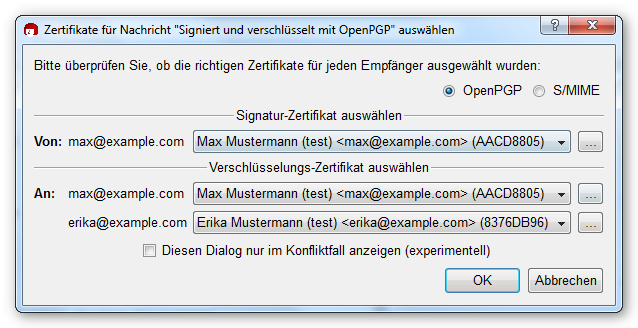 Zertifikate für Nachricht "Signiert und verschlüsselt mit OpenPGP" auswählen
Bitte überprüfen Sie, ob die richtigen Zertifikate für jeden Empfänger ausgewählt wurden:
OpenPGP S/MIME
Signatur-Zertifikat auswählen
Von: max@example.com Max Mustermann (test) <max@example.com> (AACD8805) ...
Verschlüsselungs-Zertifikat auswählen
An: max@example.com Max Mustermann (test) <max@example.com> (AACD8805) ...
erika@example.com Erika Mustermann (test) <erika@example.com> (8376DB96) ...
Diesen Dialog nur im Konfliktfall anzeigen (experimentell)
OK Abbrechen